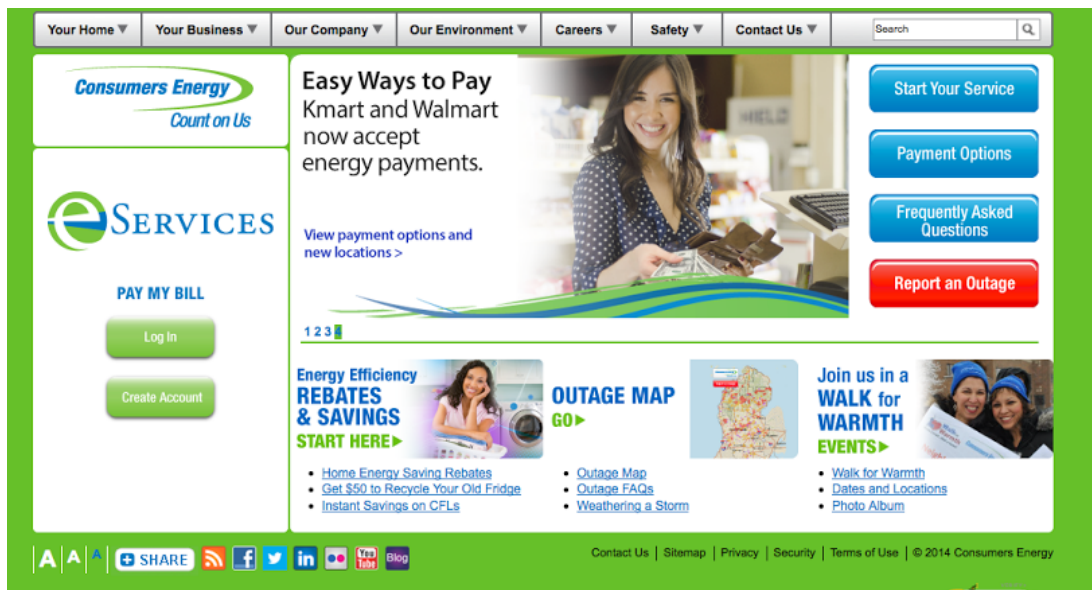 Your Home
Your Business
Our Company
Our Environment
Careers
Safety
Contact Us
Search
Consumers Energy
Count on Us
eSERVICES
PAY MY BILL
Log In
Create Account
Easy Ways to Pay
Kmart and Walmart
now accept
energy payments.
View payment options and
new locations >
1 2 3 4
Start Your Service
Payment Options
Frequently Asked
Questions
Report an Outage
Energy Efficiency
REBATES
& SAVINGS
START HERE
Home Energy Saving Rebates
Get $50 to Recycle Your Old Fridge
Instant Savings on CFLs
OUTAGE MAP
GO
Outage Map
Outage FAQs
Weathering a Storm
Join us in a
WALK for
WARMTH
EVENTS
Walk for Warmth
Dates and Locations
Photo Album
A A A
SHARE
f
in
You
Tube
Blog
Contact Us | Sitemap | Privacy | Security | Terms of Use | © 2014 Consumers Energy